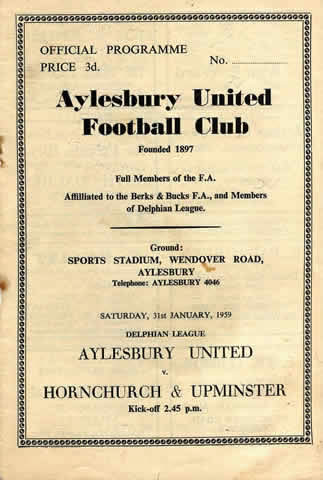 OFFICIAL PROGRAMME
PRICE 3d.
No. ....................
Aylesbury United
Football Club
Founded 1897
Full Members of the F.A.
Affilliated to the Berks & Bucks F.A., and Members
of Delphian League.
Ground:
SPORTS STADIUM, WENDOVER ROAD,
AYLESBURY
Telephone: AYLESBURY 4046
SATURDAY, 31st JANUARY, 1959
DELPHIAN LEAGUE
AYLESBURY UNITED
v.
HORNCHURCH & UPMINSTER
Kick-off 2.45 p.m.